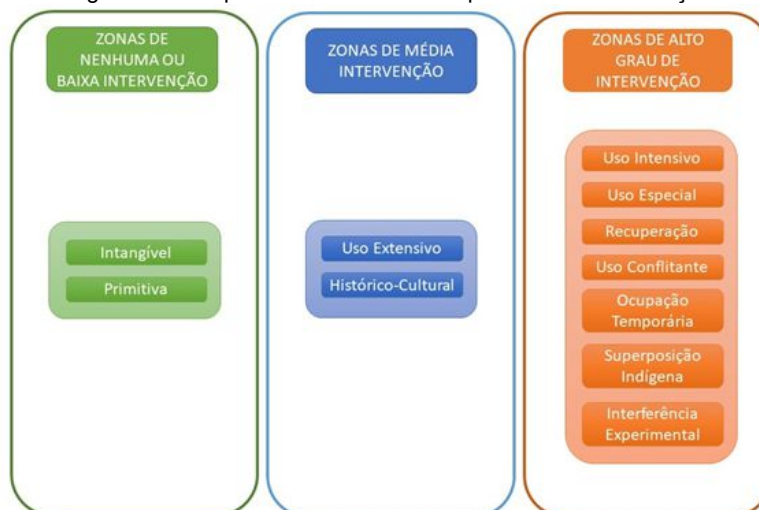 ZONAS DE
NENHUMA OU
BAIXA INTERVENÇÃO
Intangível
Primitiva
ZONAS DE MÉDIA
INTERVENÇÃO
Uso Extensivo
Histórico-Cultural
ZONAS DE ALTO
GRAU DE
INTERVENÇÃO
Uso Intensivo
Uso Especial
Recuperação
Uso Conflitante
Ocupação
Temporária
Superposição
Indígena
Interferência
Experimental